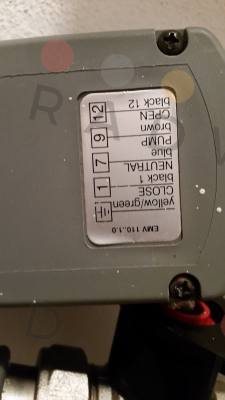 EMV 110.1.0
yellow/green
CLOSE
black 1
1
NEUTRAL
blue
7
PUMP
brown
9
OPEN
black 12
12